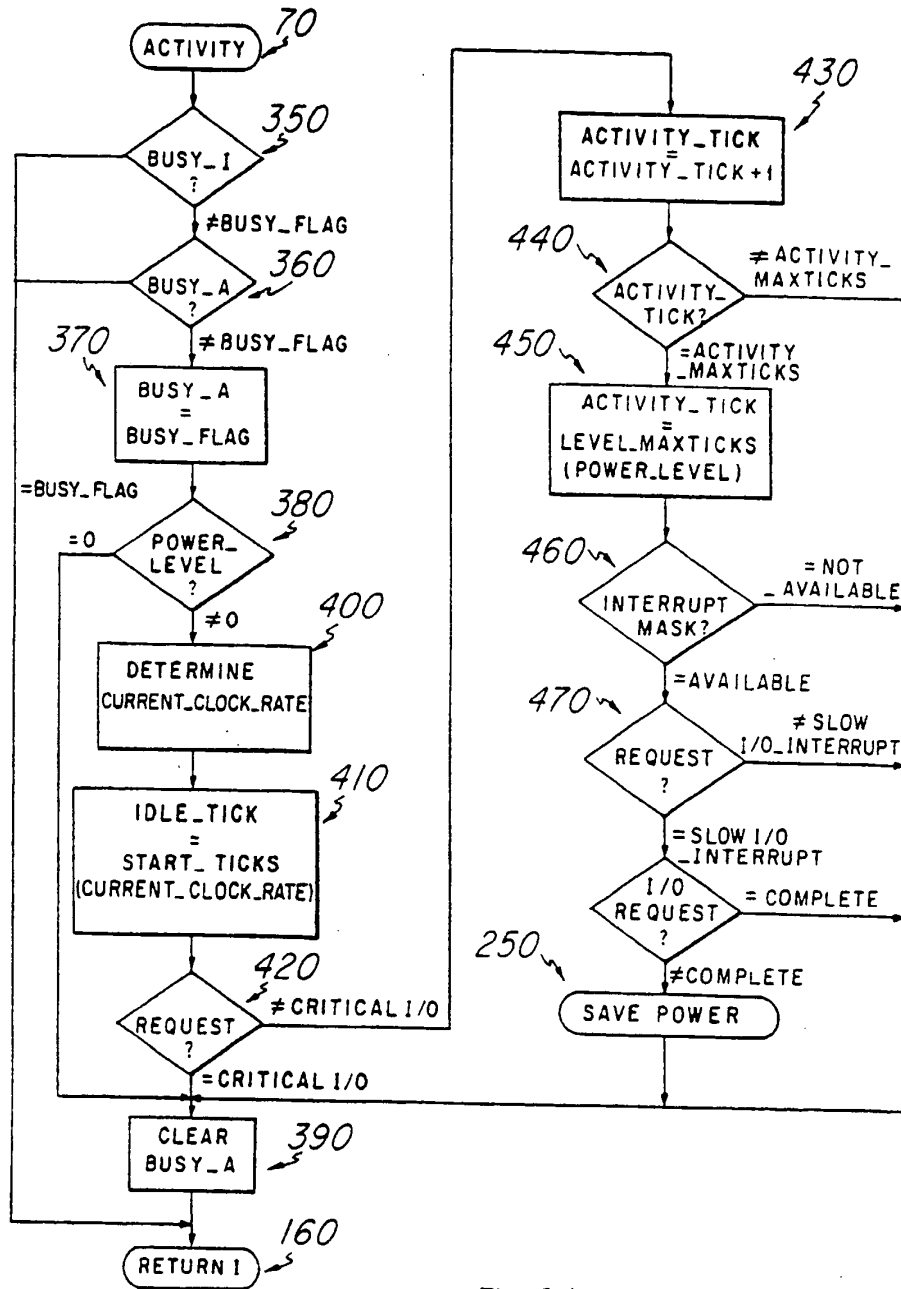 ACTIVITY
70
BUSY_I
?
350
≠BUSY_FLAG
BUSY_A
?
360
≠BUSY_FLAG
370
BUSY_A
=
BUSY_FLAG
=BUSY_FLAG
380
=0
POWER_
LEVEL
?
≠0
400
DETERMINE
CURRENT_CLOCK_RATE
410
IDLE_TICK
=
START_TICKS
(CURRENT_CLOCK_RATE)
420
REQUEST
?
≠CRITICAL I/O
=CRITICAL I/O
CLEAR
BUSY_A
390
RETURN I
160
430
ACTIVITY_TICK
=
ACTIVITY_TICK+1
440
ACTIVITY_
TICK?
≠ACTIVITY_
MAXTICKS
=ACTIVITY
_MAXTICKS
450
ACTIVITY_TICK
=
LEVEL_MAXTICKS
(POWER_LEVEL)
460
INTERRUPT
MASK?
=NOT
_AVAILABLE
=AVAILABLE
470
REQUEST
?
≠SLOW
I/O_INTERRUPT
=SLOW I/O
_INTERRUPT
I/O
REQUEST
?
=COMPLETE
≠COMPLETE
250
SAVE POWER